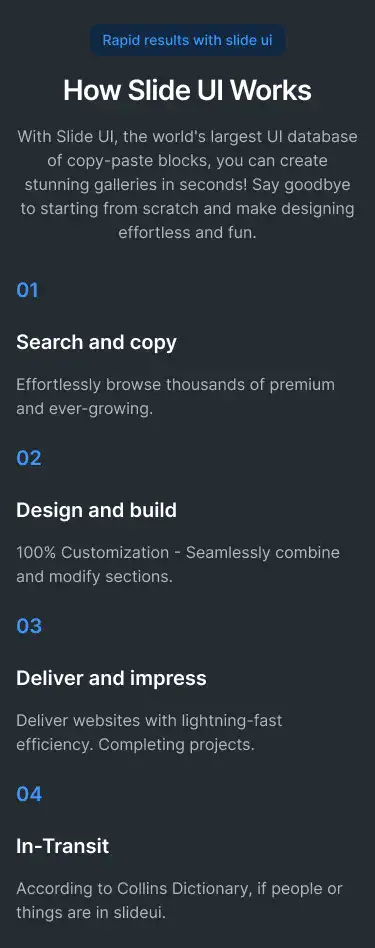 Rapid results with slide ui
How Slide UI Works
With Slide UI, the world's largest UI database
of copy-paste blocks, you can create
stunning galleries in seconds! Say goodbye
to starting from scratch and make designing
effortless and fun.
01
Search and copy
Effortlessly browse thousands of premium
and ever-growing.
02
Design and build
100% Customization - Seamlessly combine
and modify sections.
03
Deliver and impress
Deliver websites with lightning-fast
efficiency. Completing projects.
04
In-Transit
According to Collins Dictionary, if people or
things are in slideui.